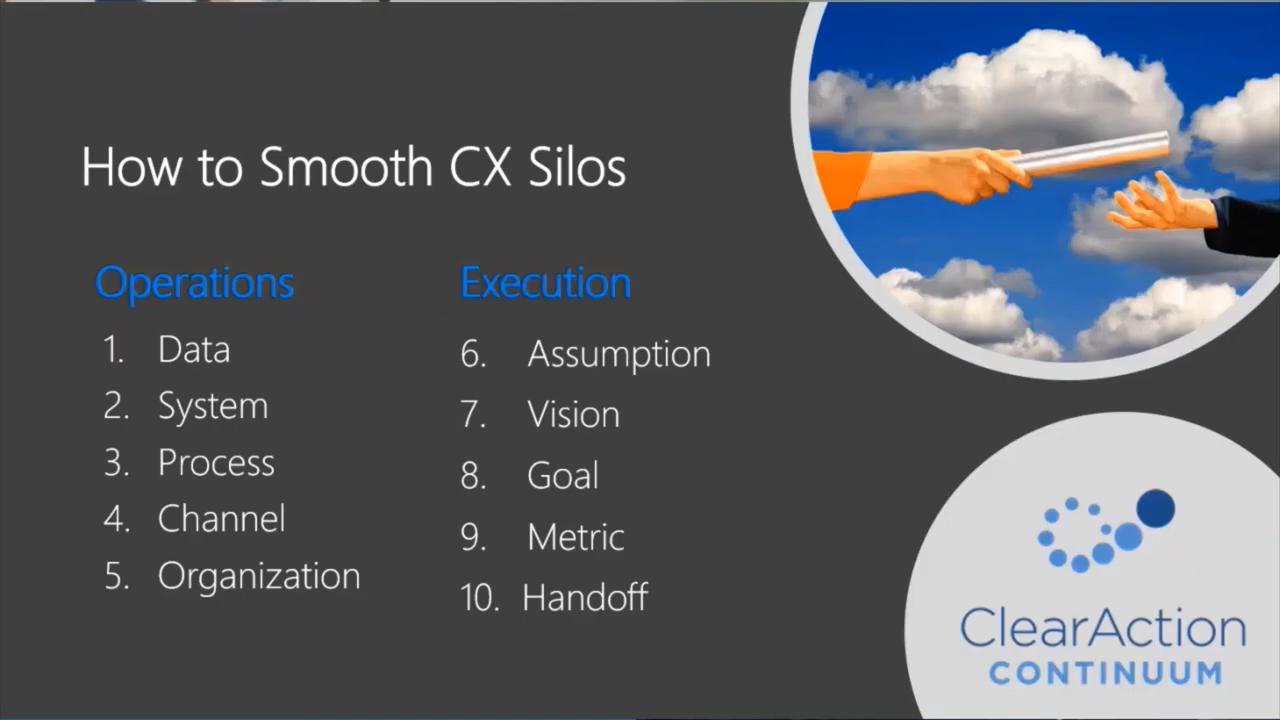 How to Smooth CX Silos
Operations
1. Data
2. System
3. Process
4. Channel
5. Organization
Execution
6. Assumption
7. Vision
8. Goal
9. Metric
10. Handoff
ClearAction
CONTINUUM